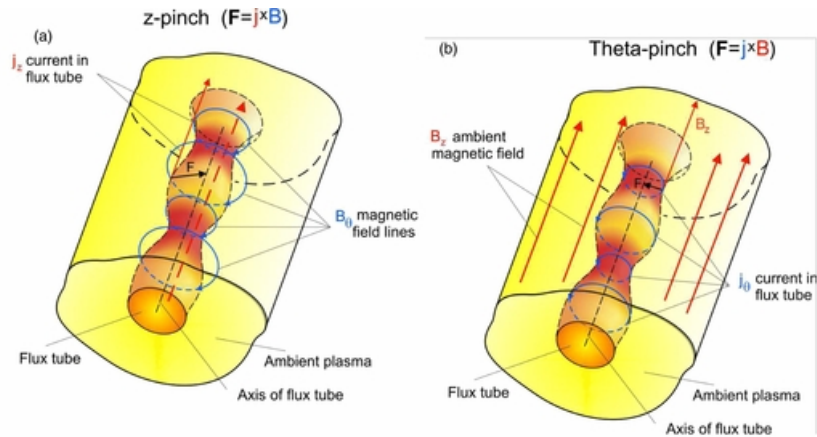 z-pinch (F=j×B)
(a)
j_z current in
flux tube
F
B_θ magnetic
field lines
Flux tube
Ambient plasma
Axis of flux tube
(b)
Theta-pinch (F=j×B)
B_z
B_z ambient
magnetic field
F
j_θ current in
flux tube
Flux tube
Ambient plasma
Axis of flux tube